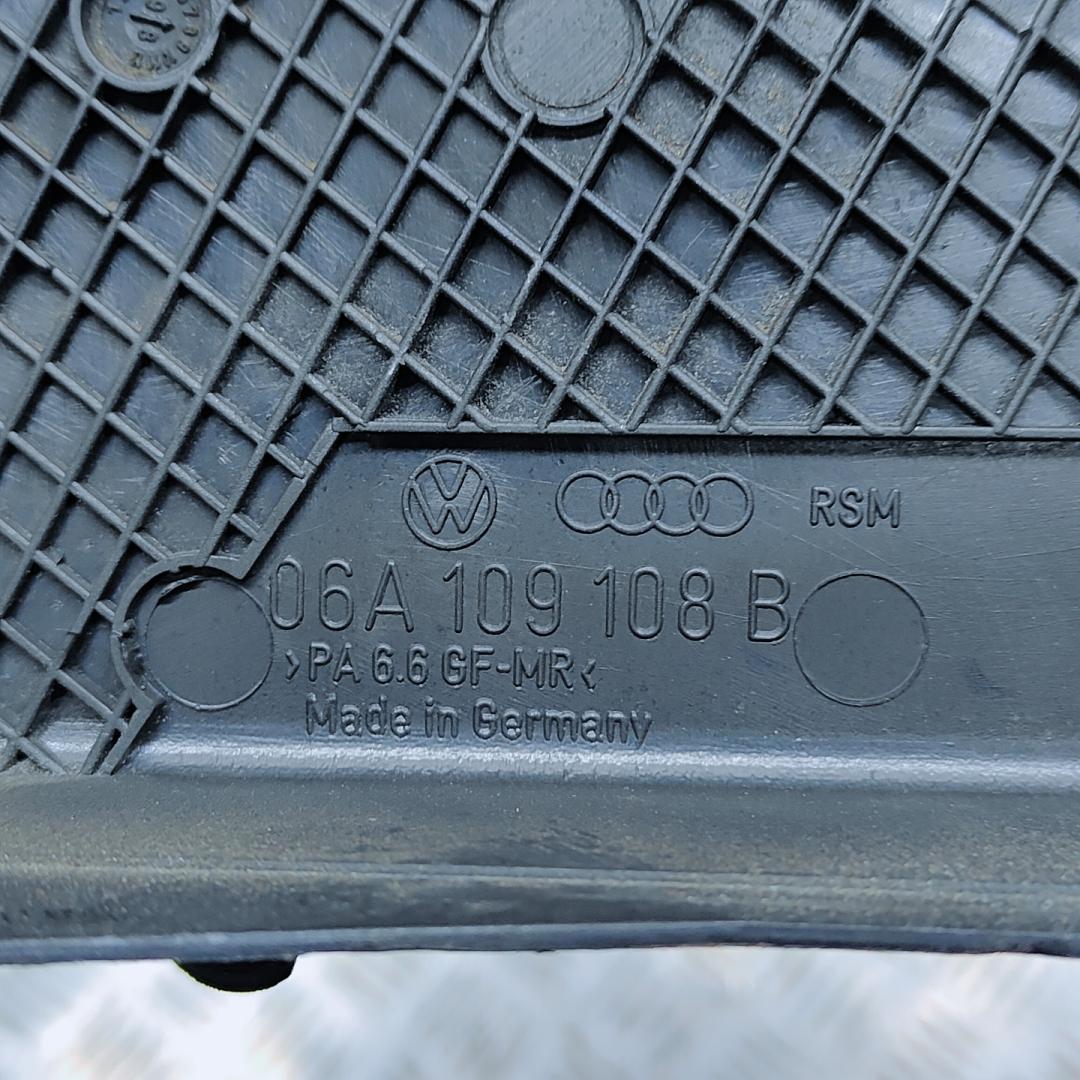 RSM
06A 109 108 B
>PA 6.6 GF-MR<
Made in Germany